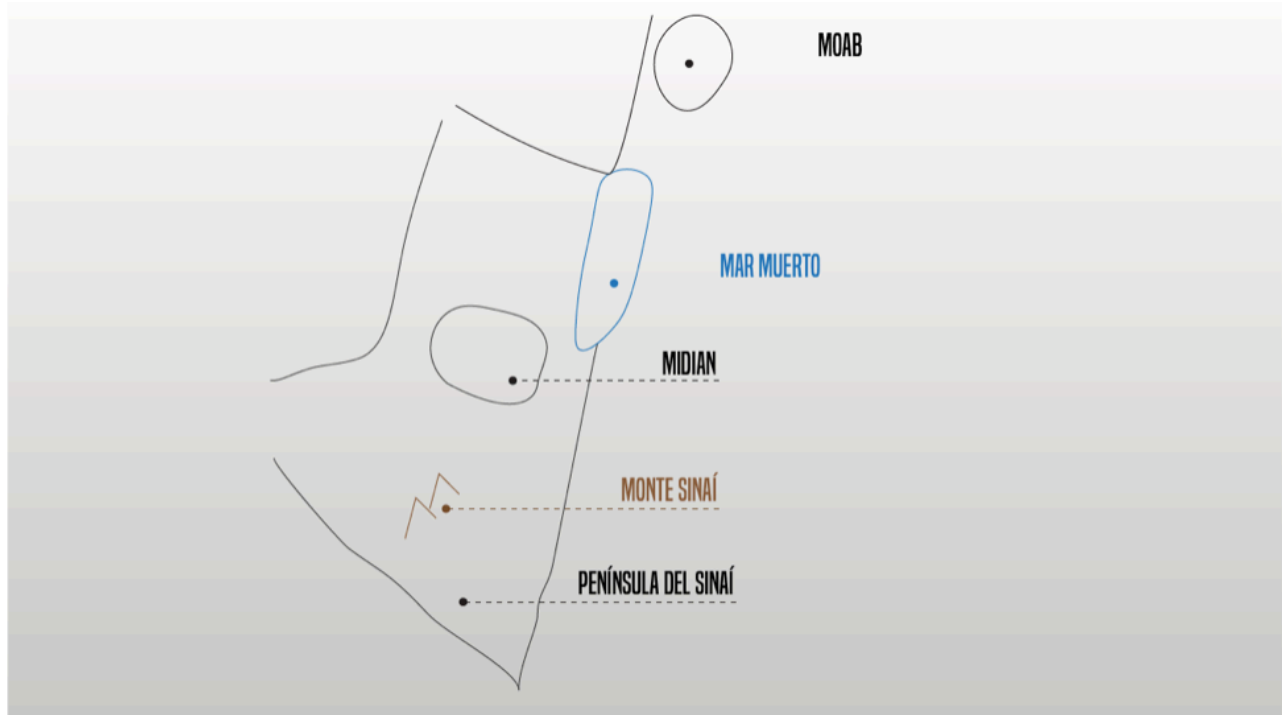 MOAB
MAR MUERTO
MIDIAN
MONTE SINAÍ
PENÍNSULA DEL SINAÍ